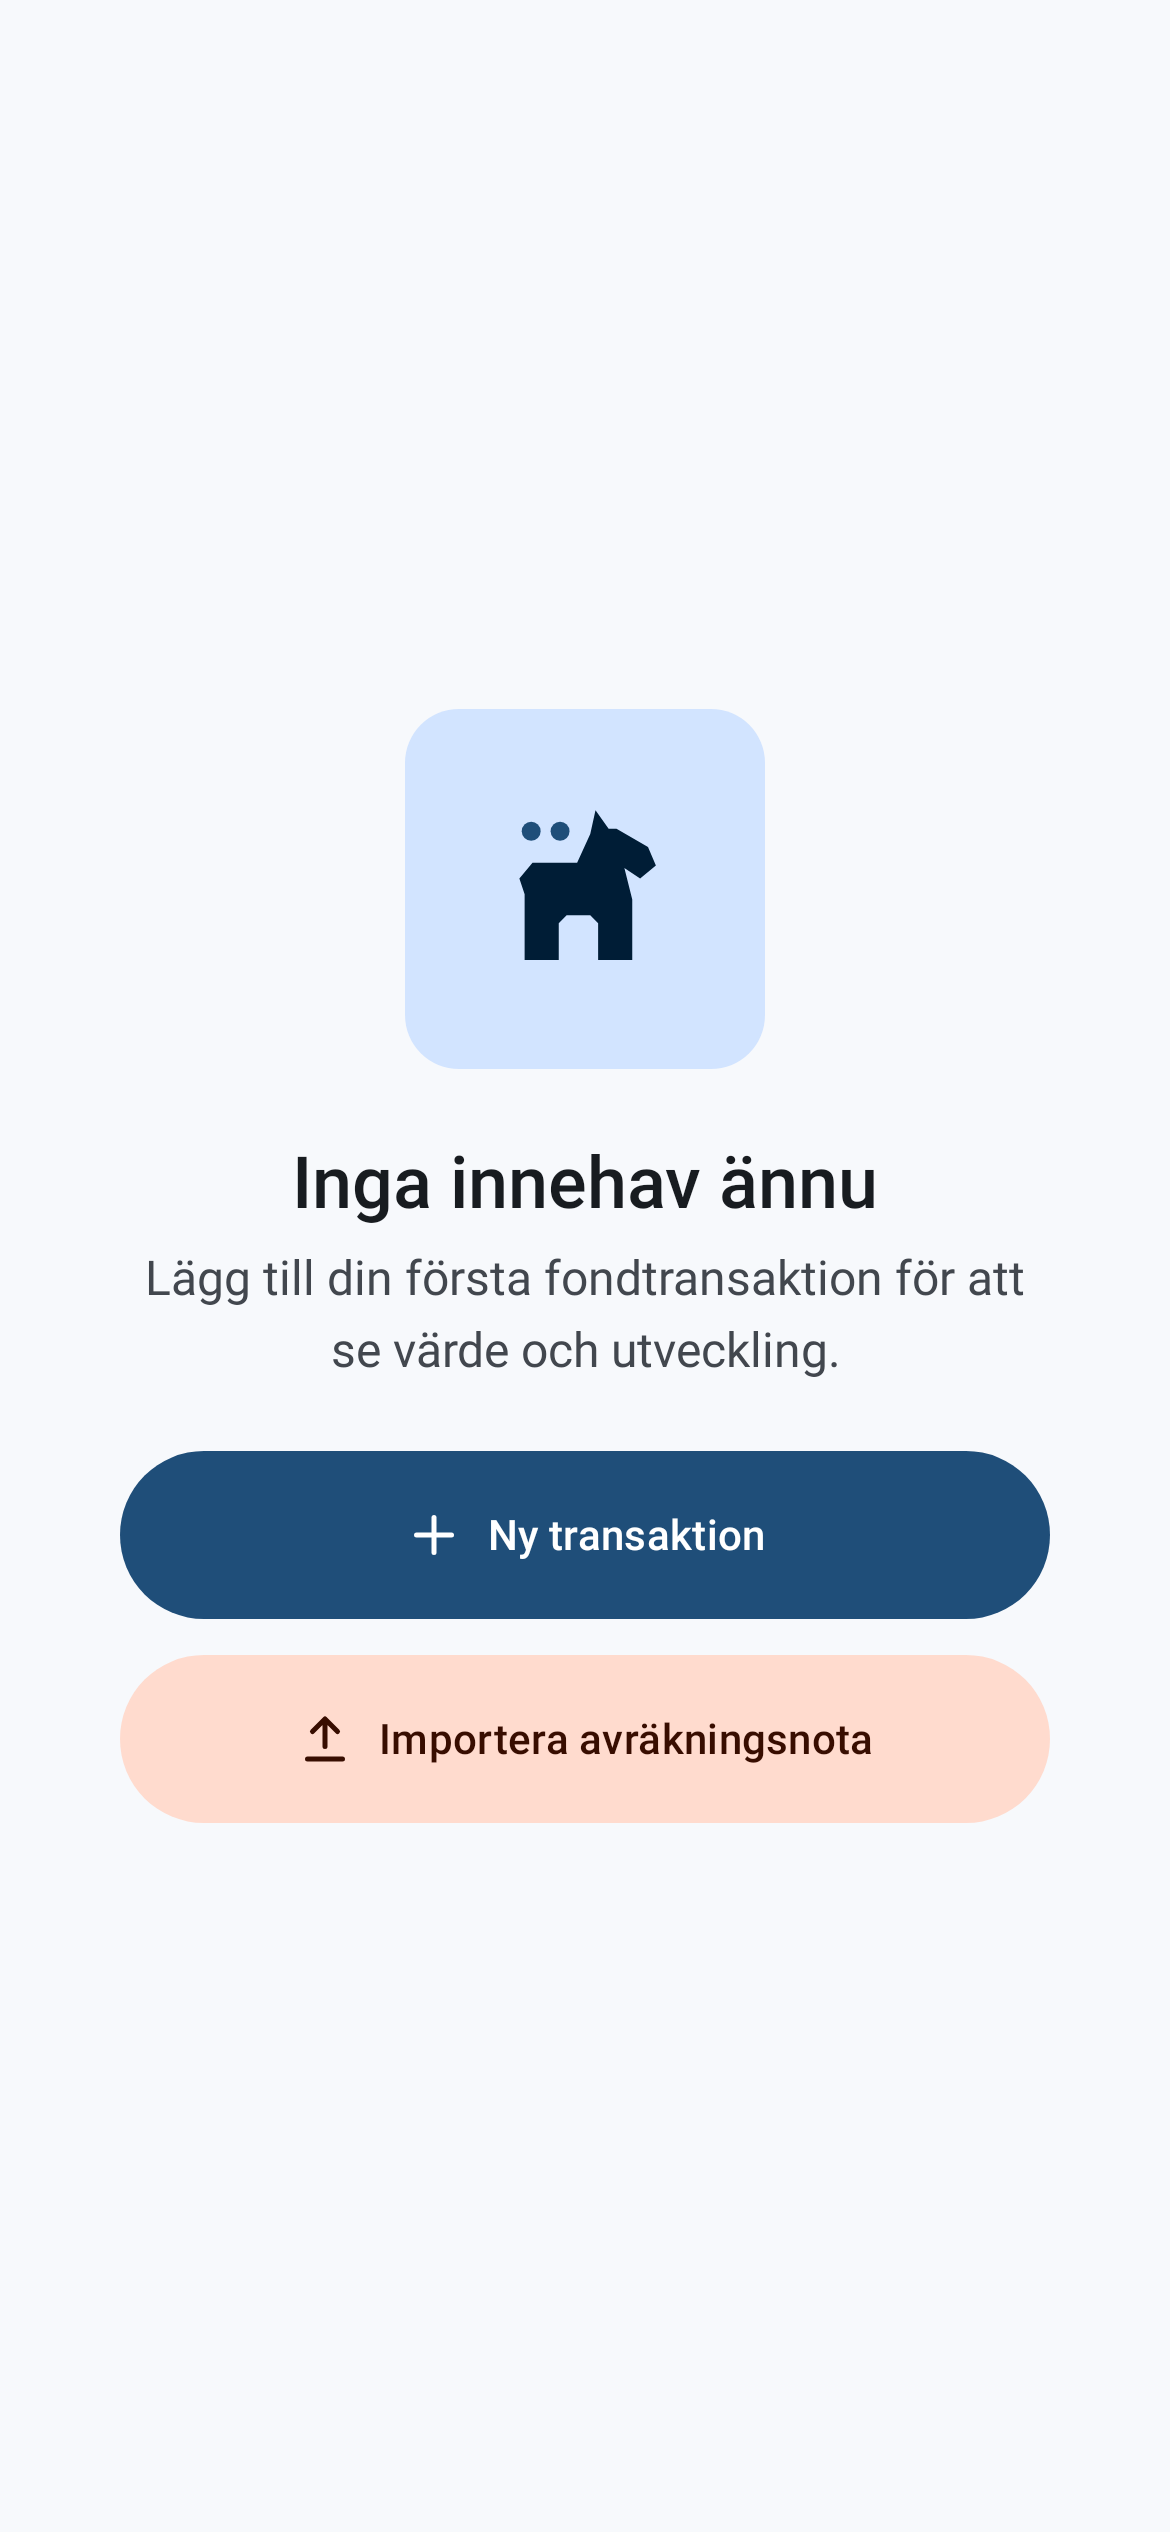 Inga innehav ännu
Lägg till din första fondtransaktion för att
se värde och utveckling.
Ny transaktion
Importera avräkningsnota